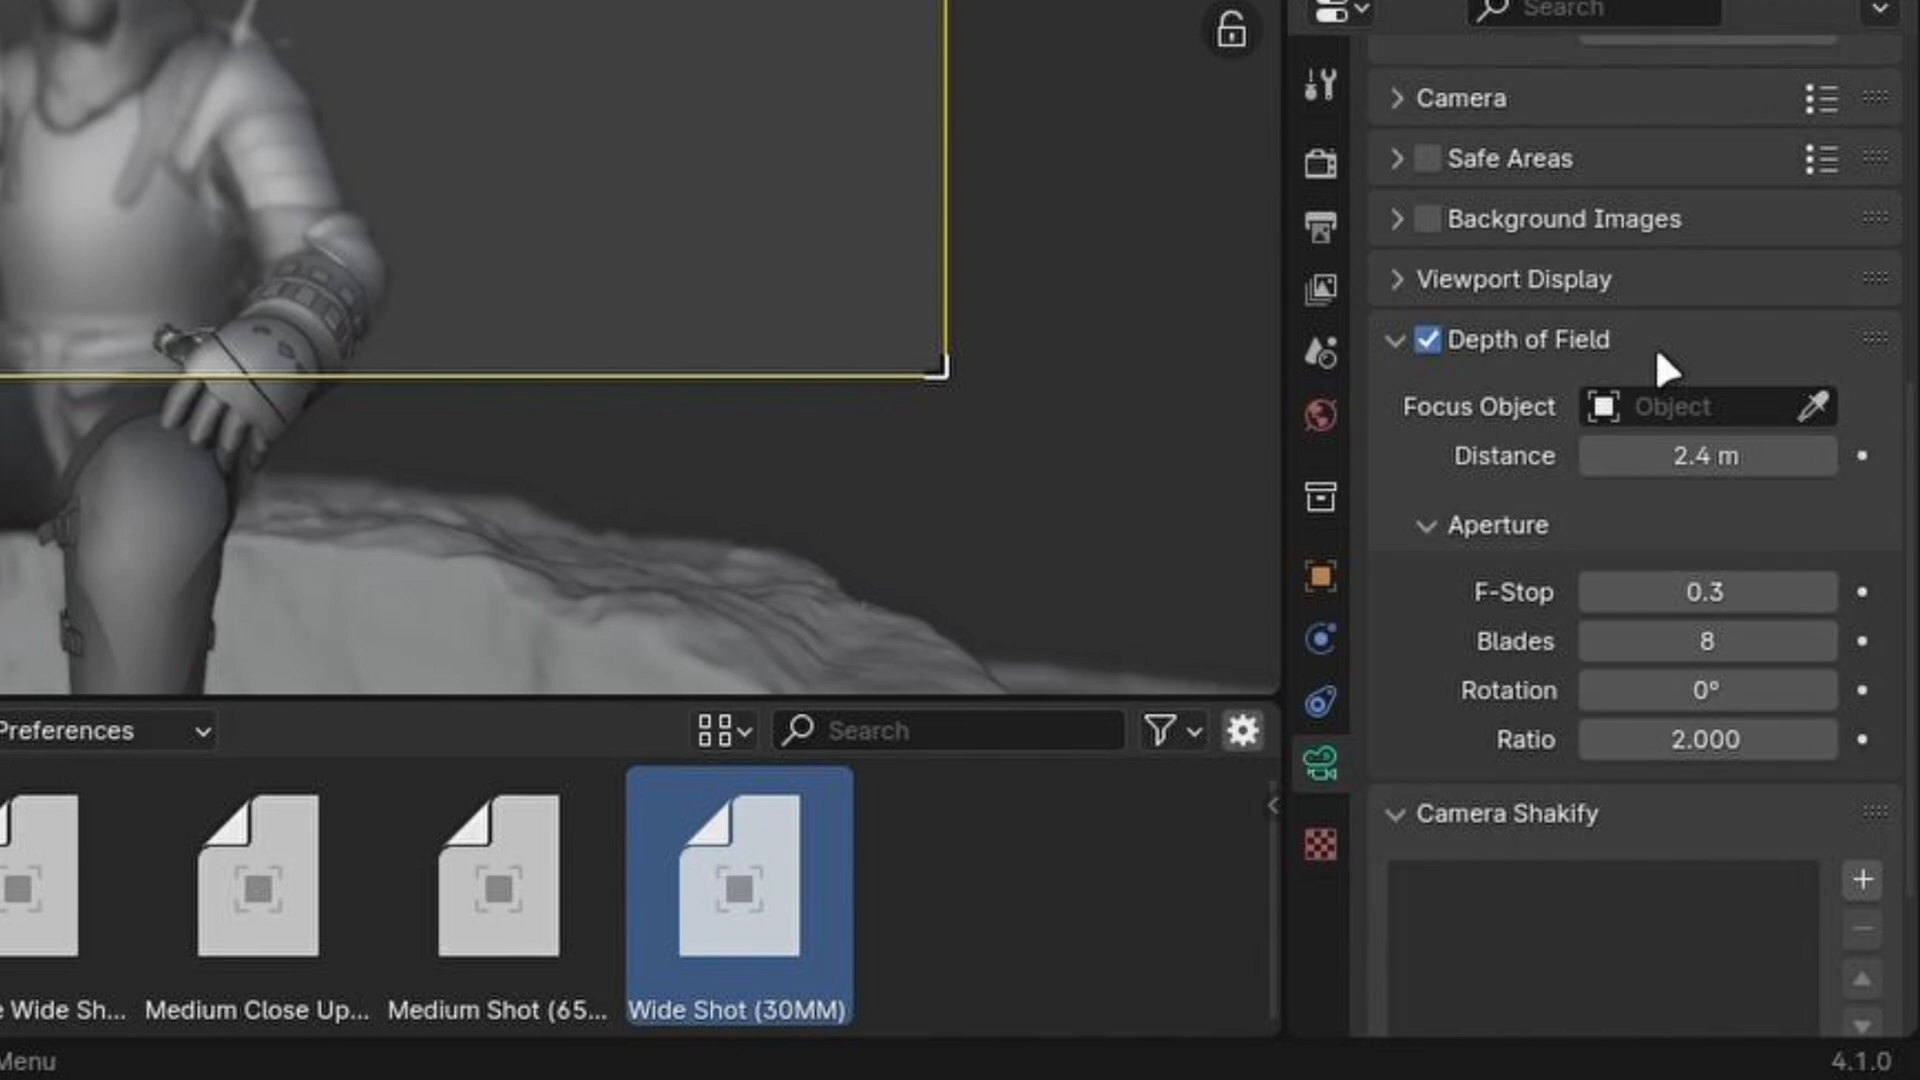 Search
Camera
Safe Areas
Background Images
Viewport Display
Depth of Field
Focus Object Object
Distance 2.4 m
Aperture
F-Stop 0.3
Blades 8
Rotation 0°
Ratio 2.000
Camera Shakify
Preferences
Search
e Wide Sh...
Medium Close Up...
Medium Shot (65...
Wide Shot (30MM)
Menu
4.1.0